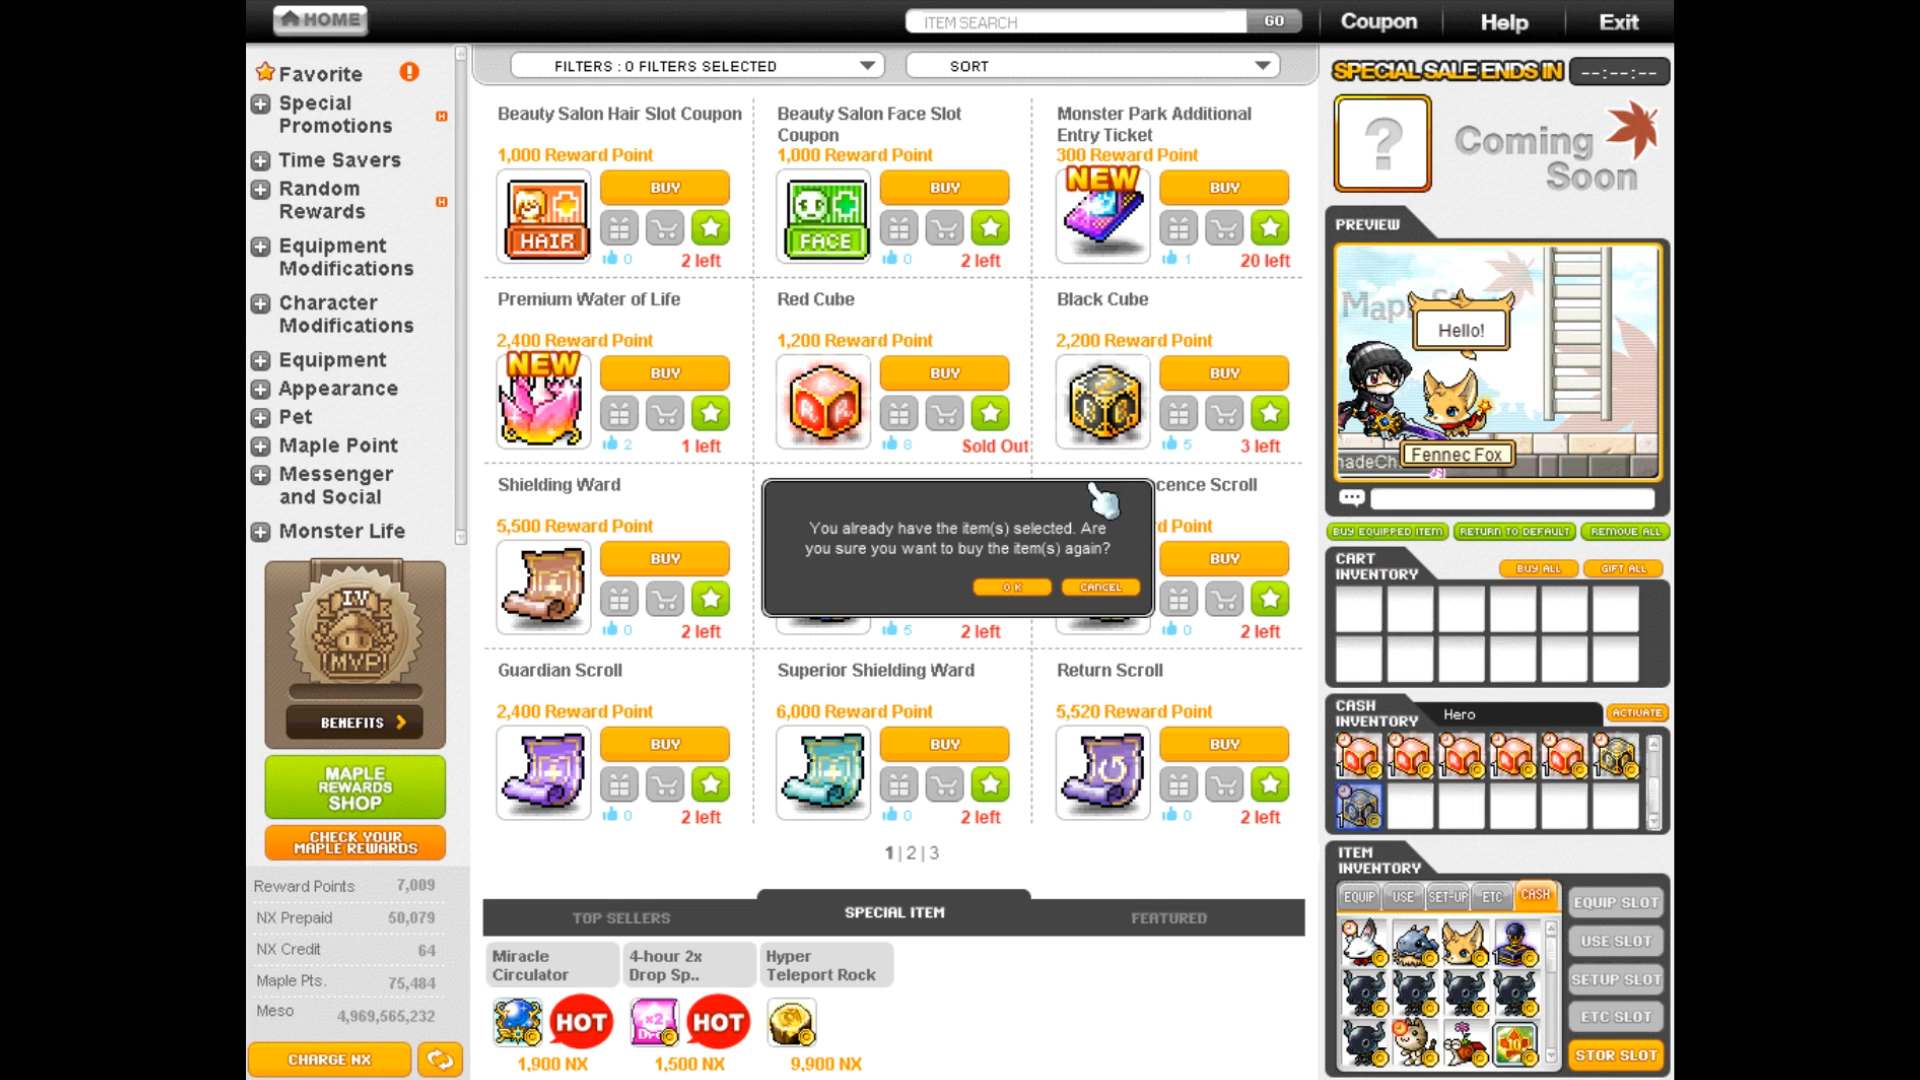 HOME
ITEM SEARCH
GO
Coupon
Help
Exit
Favorite
Special
Promotions
Time Savers
Random
Rewards
Equipment
Modifications
Character
Modifications
Equipment
Appearance
Pet
Maple Point
Messenger
and Social
Monster Life
IV
MVP
BENEFITS
MAPLE
REWARDS
SHOP
CHECK YOUR
MAPLE REWARDS
Reward Points 7,009
NX Prepaid 50,079
NX Credit 64
Maple Pts. 75,484
Meso 4,969,565,232
CHARGE NX
FILTERS : 0 FILTERS SELECTED
SORT
Beauty Salon Hair Slot Coupon
1,000 Reward Point
HAIR
BUY
0
2 left
Beauty Salon Face Slot
Coupon
1,000 Reward Point
FACE
BUY
0
2 left
Monster Park Additional
Entry Ticket
300 Reward Point
NEW
BUY
1
20 left
Premium Water of Life
2,400 Reward Point
NEW
BUY
2
1 left
Red Cube
1,200 Reward Point
BUY
8
Sold Out
Black Cube
2,200 Reward Point
BUY
5
3 left
Shielding Ward
5,500 Reward Point
BUY
0
2 left
5
2 left
cence Scroll
d Point
BUY
0
2 left
You already have the item(s) selected. Are
you sure you want to buy the item(s) again?
OK
CANCEL
Guardian Scroll
2,400 Reward Point
BUY
0
2 left
Superior Shielding Ward
6,000 Reward Point
BUY
0
2 left
Return Scroll
5,520 Reward Point
BUY
0
2 left
1 | 2 | 3
TOP SELLERS
SPECIAL ITEM
FEATURED
Miracle
Circulator
HOT
1,900 NX
4-hour 2x
Drop Sp..
x2
HOT
1,500 NX
Hyper
Teleport Rock
9,900 NX
SPECIAL SALE ENDS IN
--:--:--
?
Coming
Soon
PREVIEW
Hello!
Fennec Fox
BUY EQUIPPED ITEM
RETURN TO DEFAULT
REMOVE ALL
CART
INVENTORY
BUY ALL
GIFT ALL
CASH
INVENTORY
Hero
ACTIVATE
1 1 1 1 1 1
1
ITEM
INVENTORY
EQUIP
USE
SET-UP
ETC
CASH
EQUIP SLOT
USE SLOT
SETUP SLOT
ETC SLOT
STOR SLOT